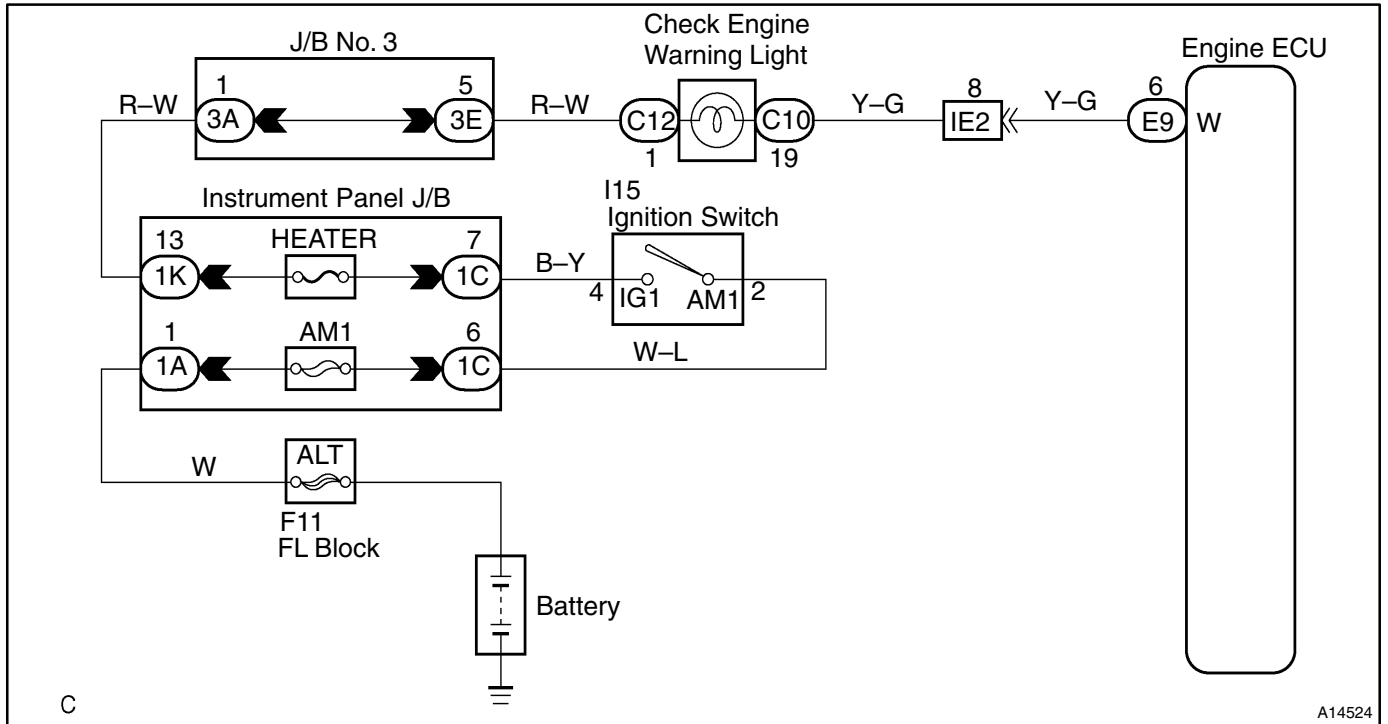 Check Engine
Warning Light
J/B No. 3
Engine ECU
1
5
8
6
R–W
3A
3E
R–W
C12
C10
Y–G
IE2
Y–G
E9
W
1
19
I15
Ignition Switch
Instrument Panel J/B
13
HEATER
7
1K
1C
B–Y
4
IG1
AM1
2
1
AM1
6
1A
1C
W–L
W
ALT
F11
FL Block
Battery
C
A14524